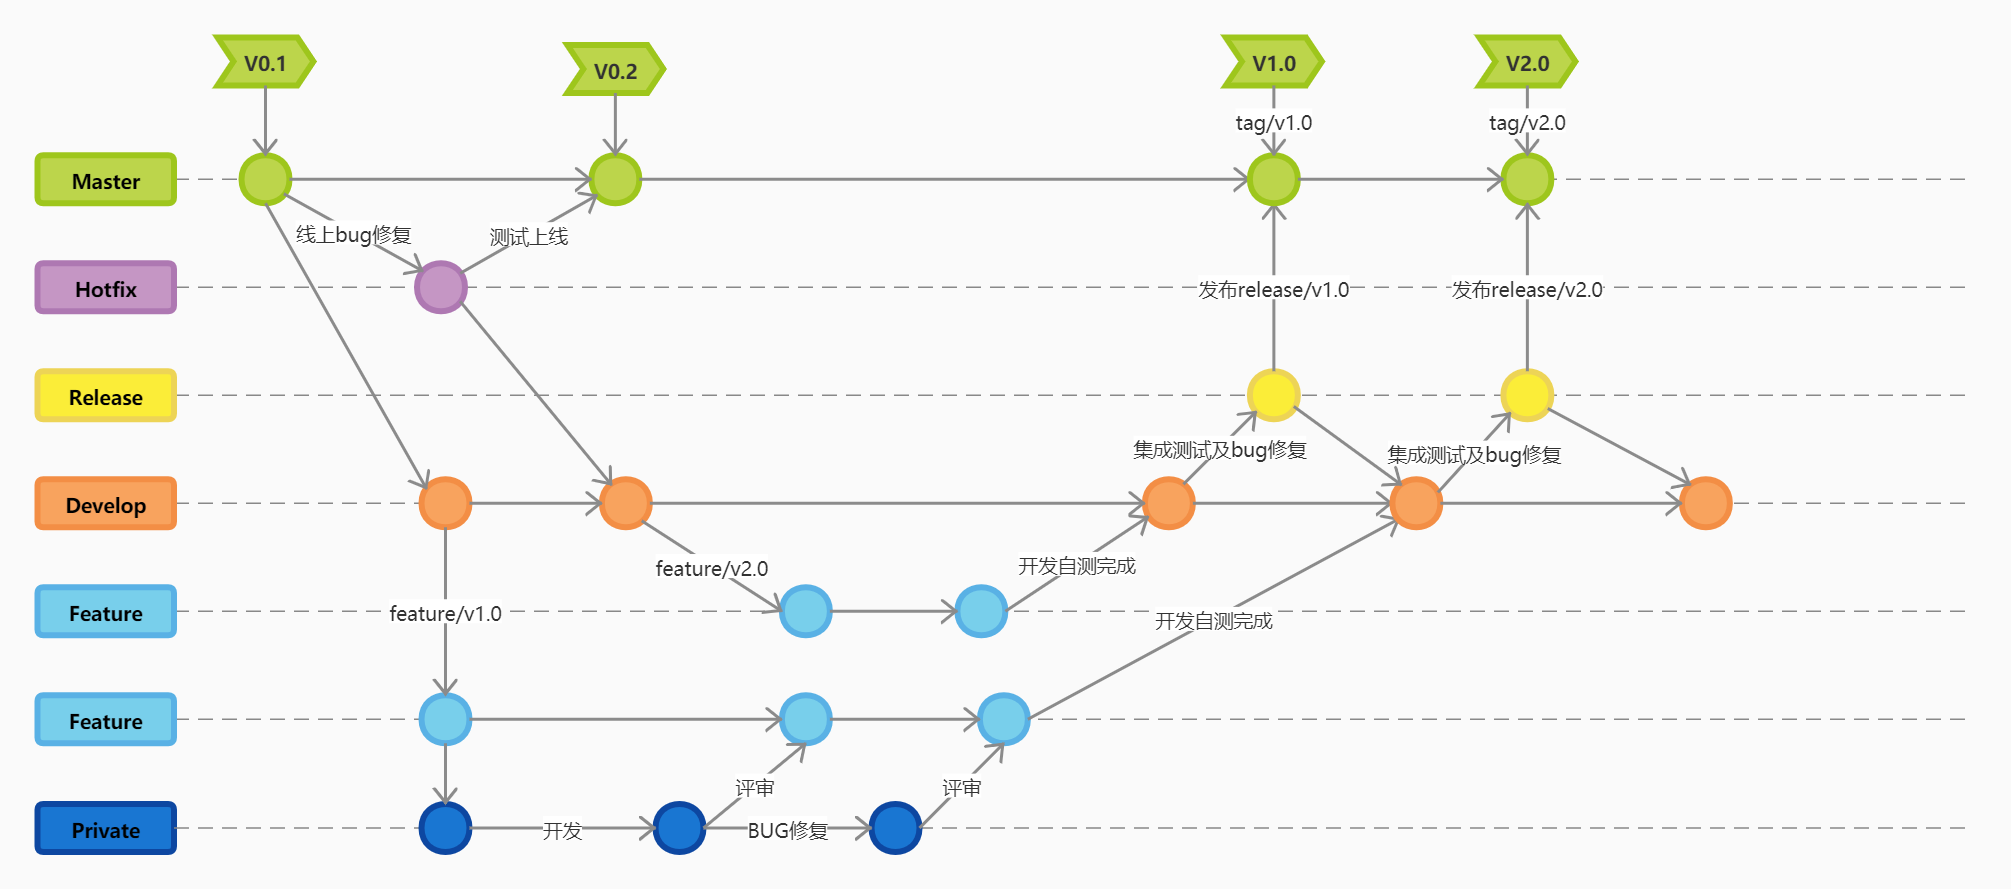 V0.1
V0.2
V1.0
V2.0
tag/v1.0
tag/v2.0
Master
线上bug修复
测试上线
Hotfix
发布release/v1.0
发布release/v2.0
Release
集成测试及bug修复
集成测试及bug修复
Develop
feature/v2.0
开发自测完成
Feature
feature/v1.0
开发自测完成
Feature
评审
评审
Private
开发
BUG修复